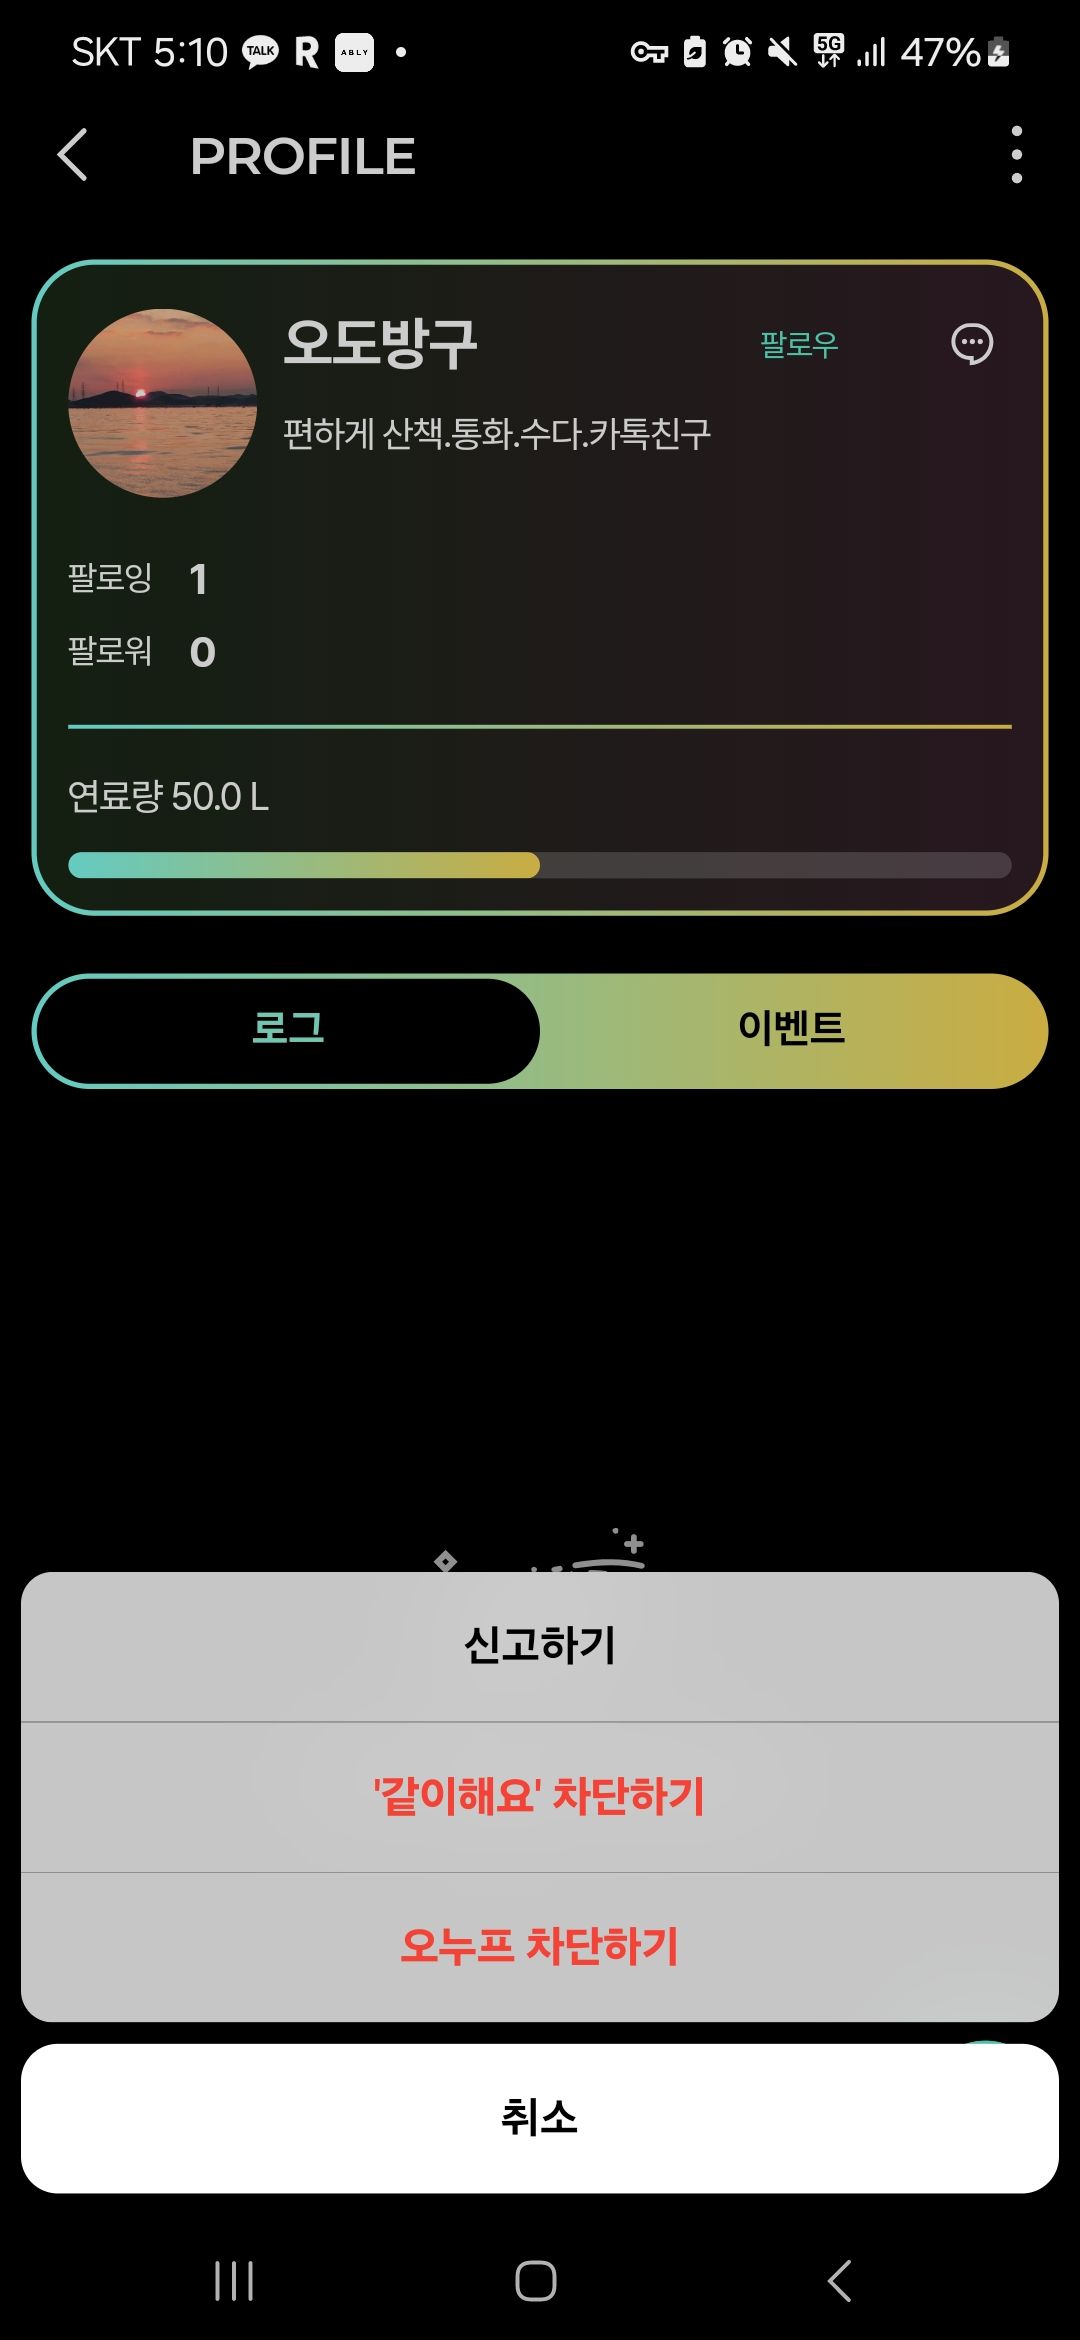 SKT 5:10 TALK R ABLY 5G 47%
PROFILE
오도방구 팔로우
편하게 산책.통화.수다.카톡친구
팔로잉 1
팔로워 0
연료량 50.0 L
로그 이벤트
신고하기
'같이해요' 차단하기
오누프 차단하기
취소